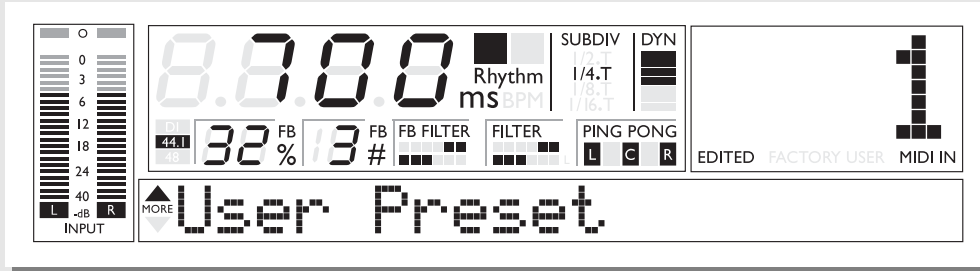 0
3
6
12
18
24
40
L -dB R
INPUT
700
Rhythm
ms BPM
SUBDIV
1/2.T
1/4.T
1/8.T
1/16.T
DYN
DI
44.1
48
32 FB %
3 FB #
FB FILTER
FILTER
L
PING PONG
L C R
1
EDITED FACTORY USER MIDI IN
MORE
User Preset